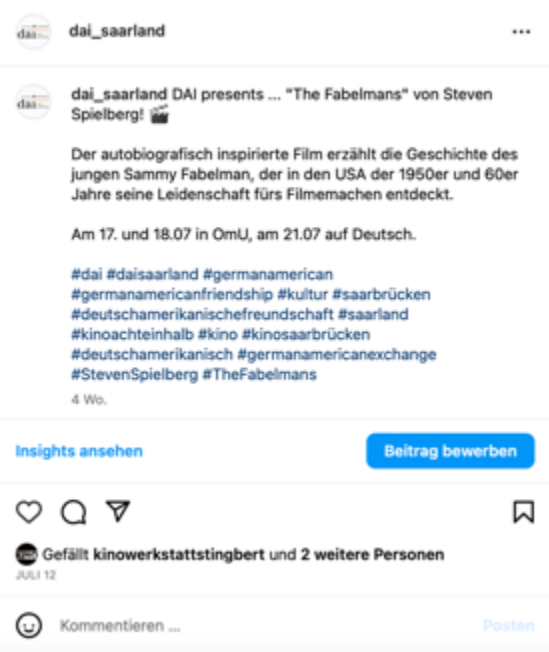 dai
dai_saarland
...
dai
dai_saarland DAI presents ... "The Fabelmans" von Steven
Spielberg! 🎬
Der autobiografisch inspirierte Film erzählt die Geschichte des
jungen Sammy Fabelman, der in den USA der 1950er und 60er
Jahre seine Leidenschaft fürs Filmemachen entdeckt.
Am 17. und 18.07 in OmU, am 21.07 auf Deutsch.
#dai #daisaarland #germanamerican
#germanamericanfriendship #kultur #saarbrücken
#deutschamerikanischefreundschaft #saarland
#kinoachteinhalb #kino #kinosaarbrücken
#deutschamerikanisch #germanamericanexchange
#StevenSpielberg #TheFabelmans
4 Wo.
Insights ansehen
Beitrag bewerben
Gefällt kinowerkstattstingbert und 2 weitere Personen
JULI 12
Kommentieren ...
Posten